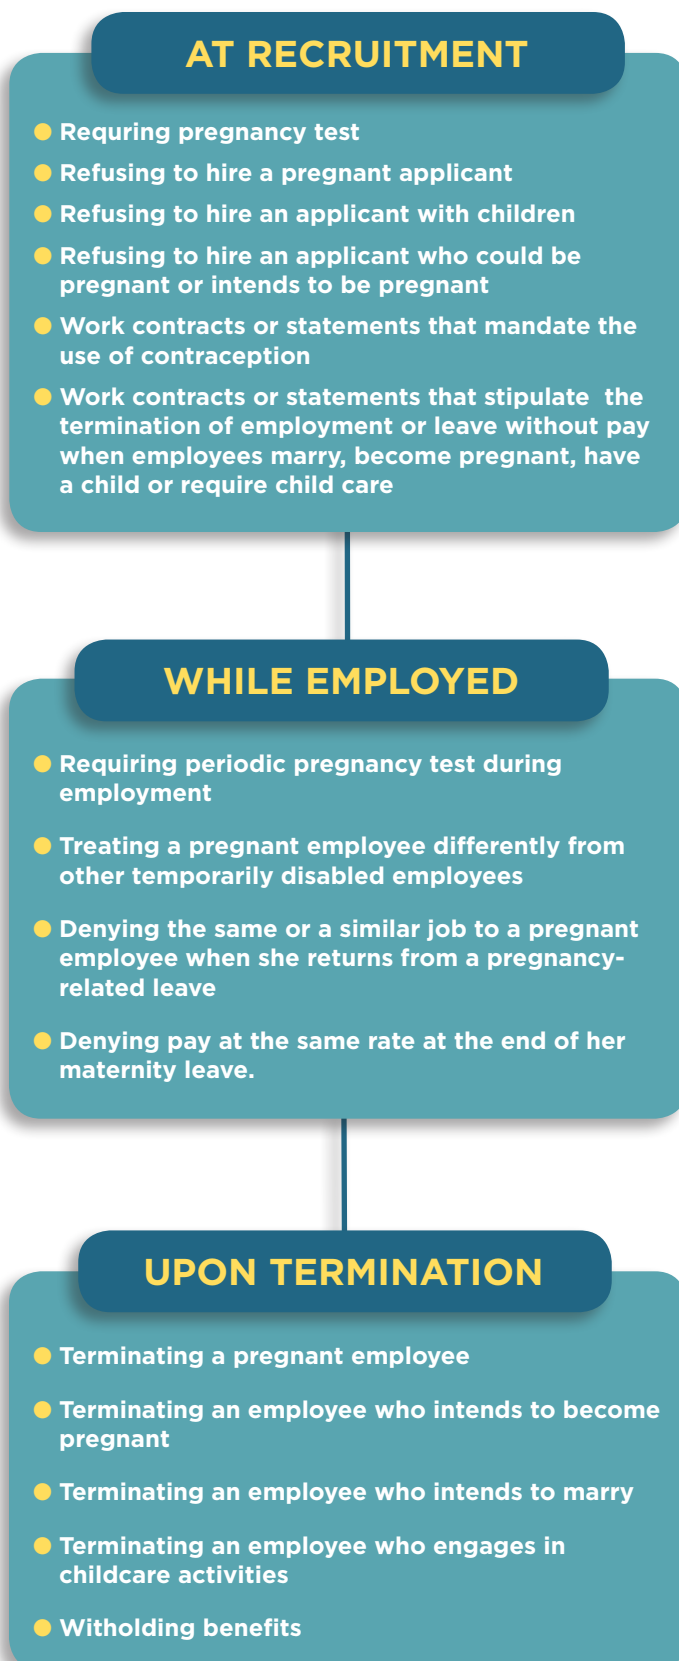 AT RECRUITMENT
Requring pregnancy test
Refusing to hire a pregnant applicant
Refusing to hire an applicant with children
Refusing to hire an applicant who could be
pregnant or intends to be pregnant
Work contracts or statements that mandate the
use of contraception
Work contracts or statements that stipulate the
termination of employment or leave without pay
when employees marry, become pregnant, have
a child or require child care
WHILE EMPLOYED
Requiring periodic pregnancy test during
employment
Treating a pregnant employee differently from
other temporarily disabled employees
Denying the same or a similar job to a pregnant
employee when she returns from a pregnancy-
related leave
Denying pay at the same rate at the end of her
maternity leave.
UPON TERMINATION
Terminating a pregnant employee
Terminating an employee who intends to become
pregnant
Terminating an employee who intends to marry
Terminating an employee who engages in
childcare activities
Witholding benefits